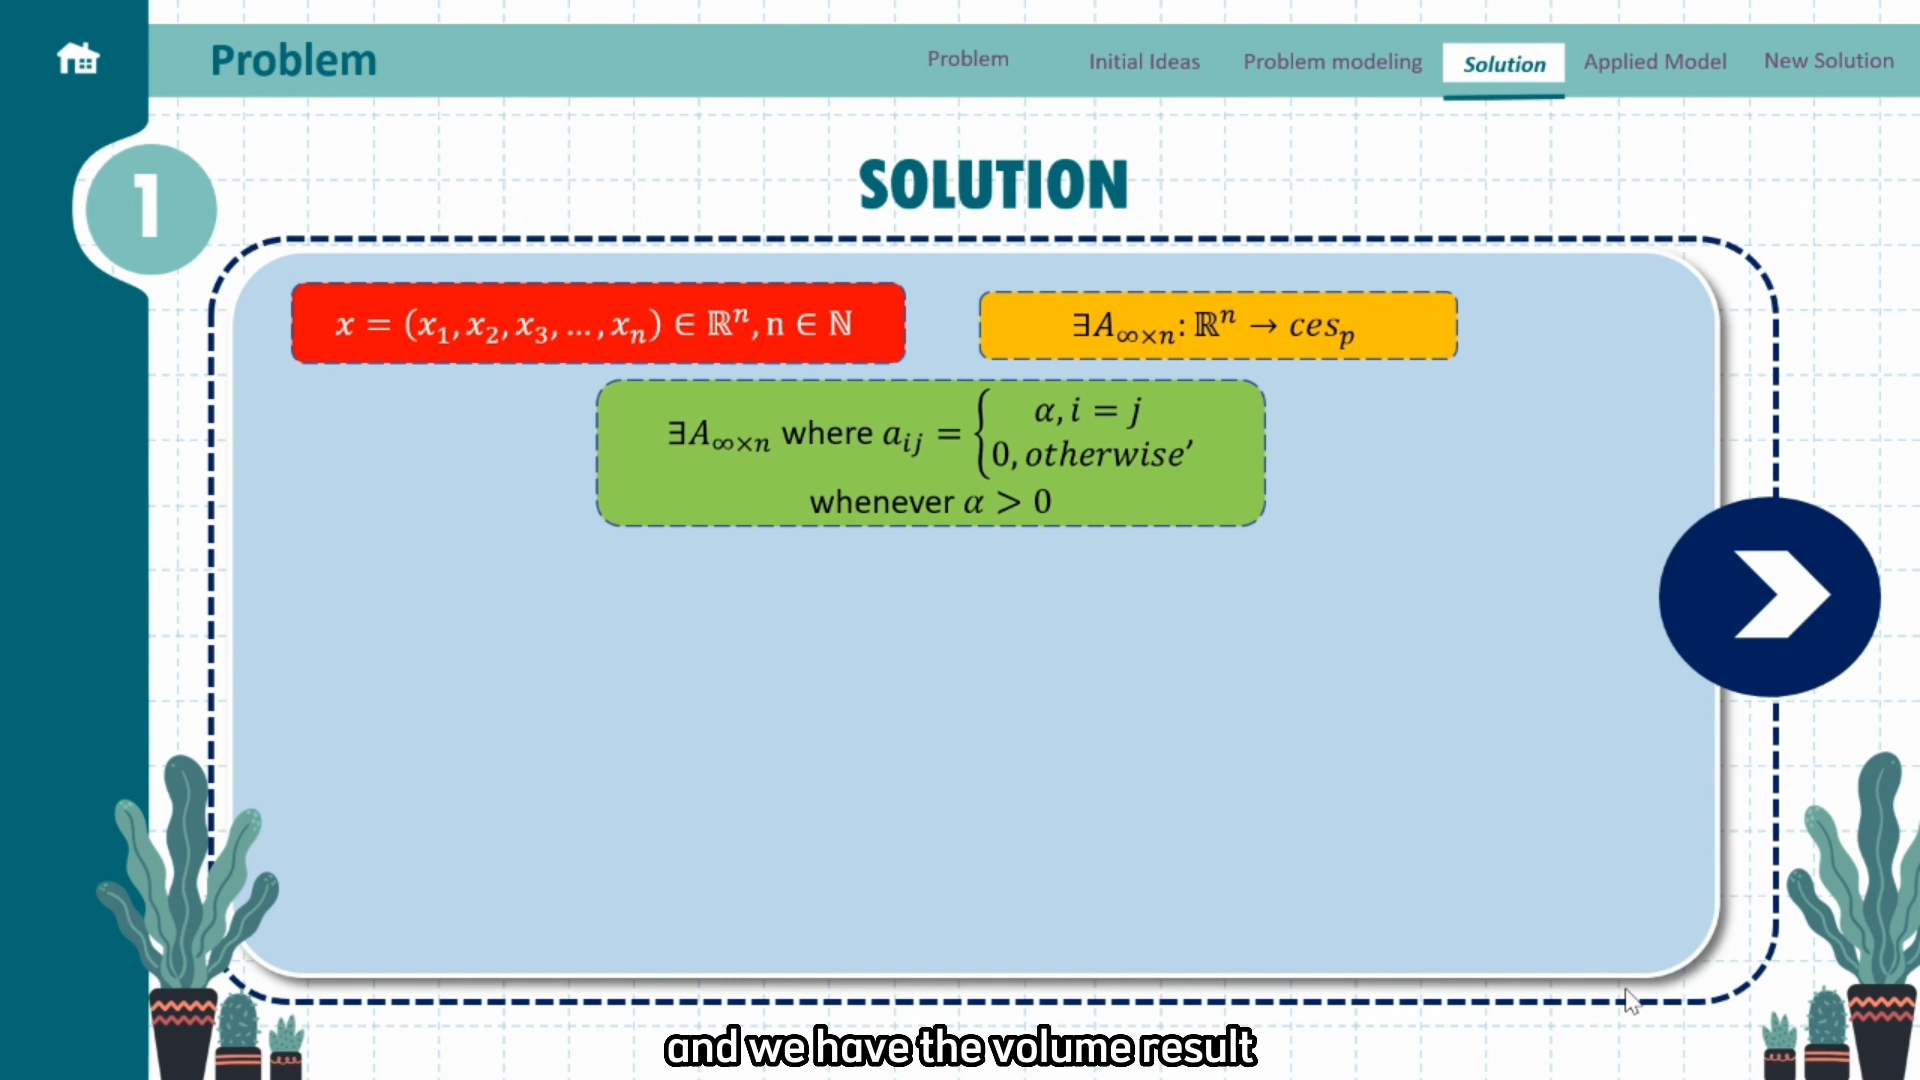 Problem
Problem
Initial Ideas
Problem modeling
Solution
Applied Model
New Solution
1
SOLUTION
x = (x₁, x₂, x₃, ..., xₙ) ∈ ℝⁿ, n ∈ ℕ
∃A∞×n: ℝⁿ → cesₚ
∃A∞×n where aᵢⱼ = { α, i = j
0, otherwise ,
whenever α > 0
and we have the volume result